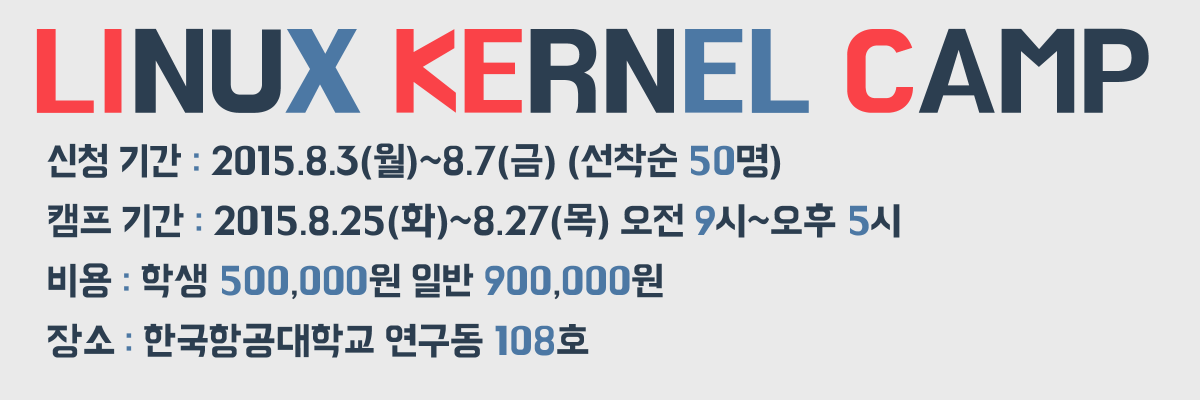 LINUX KERNEL CAMP
신청 기간 : 2015.8.3(월)~8.7(금) (선착순 50명)
캠프 기간 : 2015.8.25(화)~8.27(목) 오전 9시~오후 5시
비용 : 학생 500,000원 일반 900,000원
장소 : 한국항공대학교 연구동 108호